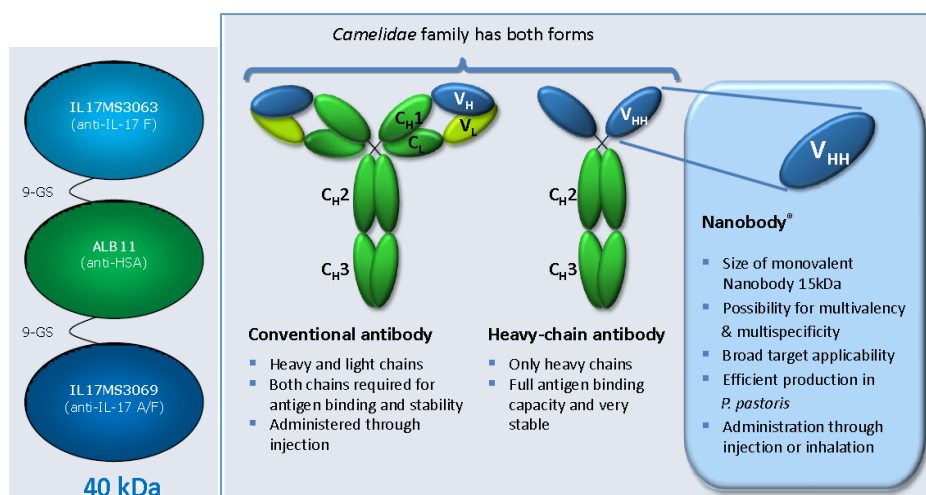 IL17MS3063
(anti-IL-17 F)
9-GS
ALB11
(anti-HSA)
9-GS
IL17MS3069
(anti-IL-17 A/F)
40 kDa
Camelidae family has both forms
VH
CH1
VL
CL
CH2
CH3
Conventional antibody
▪ Heavy and light chains
▪ Both chains required for
antigen binding and stability
▪ Administered through
injection
VHH
CH2
CH3
Heavy-chain antibody
▪ Only heavy chains
▪ Full antigen binding
capacity and very
stable
VHH
Nanobody®
▪ Size of monovalent
Nanobody 15kDa
▪ Possibility for multivalency
& multispecificity
▪ Broad target applicability
▪ Efficient production in
P. pastoris
▪ Administration through
injection or inhalation